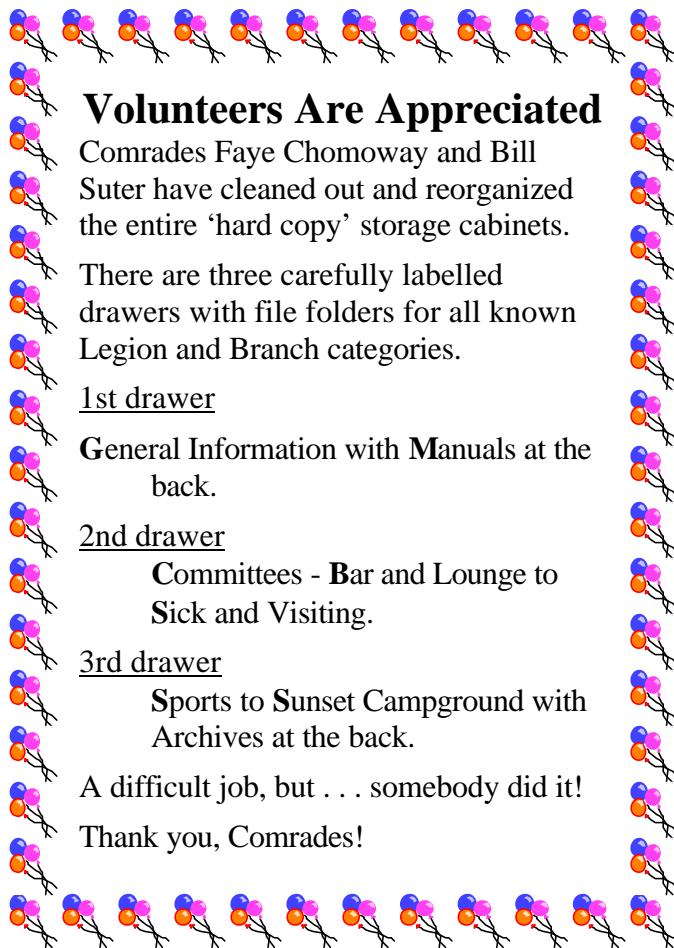 Volunteers Are Appreciated
Comrades Faye Chomoway and Bill
Suter have cleaned out and reorganized
the entire ‘hard copy’ storage cabinets.
There are three carefully labelled
drawers with file folders for all known
Legion and Branch categories.
1st drawer
General Information with Manuals at the
back.
2nd drawer
Committees - Bar and Lounge to
Sick and Visiting.
3rd drawer
Sports to Sunset Campground with
Archives at the back.
A difficult job, but . . . somebody did it!
Thank you, Comrades!